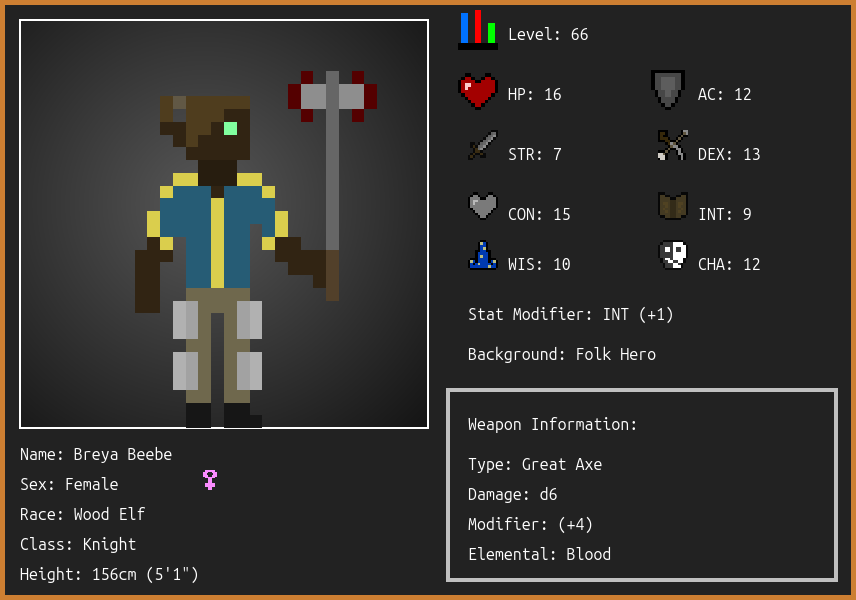 Level: 66
HP: 16
AC: 12
STR: 7
DEX: 13
CON: 15
INT: 9
WIS: 10
CHA: 12
Stat Modifier: INT (+1)
Background: Folk Hero
Weapon Information:
Type: Great Axe
Damage: d6
Modifier: (+4)
Elemental: Blood
Name: Breya Beebe
Sex: Female
Race: Wood Elf
Class: Knight
Height: 156cm (5'1")